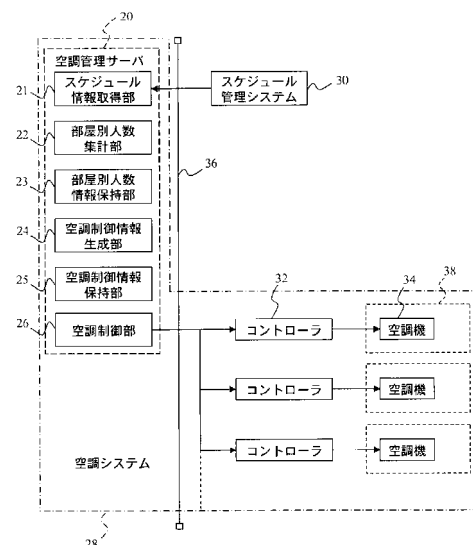 20
空調管理サーバ
21
スケジュール
情報取得部
スケジュール
管理システム
30
22
部屋別人数
集計部
23
部屋別人数
情報保持部
36
24
空調制御情報
生成部
25
空調制御情報
保持部
26
空調制御部
32
コントローラ
34
38
空調機
コントローラ
空調機
コントローラ
空調機
空調システム
28